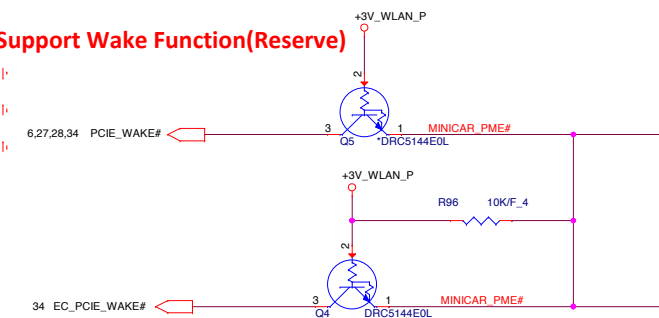 +3V_WLAN_P
Support Wake Function(Reserve)
2
6,27,28,34 PCIE_WAKE# 3 1 MINICAR_PME#
Q5 *DRC5144E0L
+3V_WLAN_P
R96 10K/F_4
2
34 EC_PCIE_WAKE# 3 1 MINICAR_PME#
Q4 DRC5144E0L